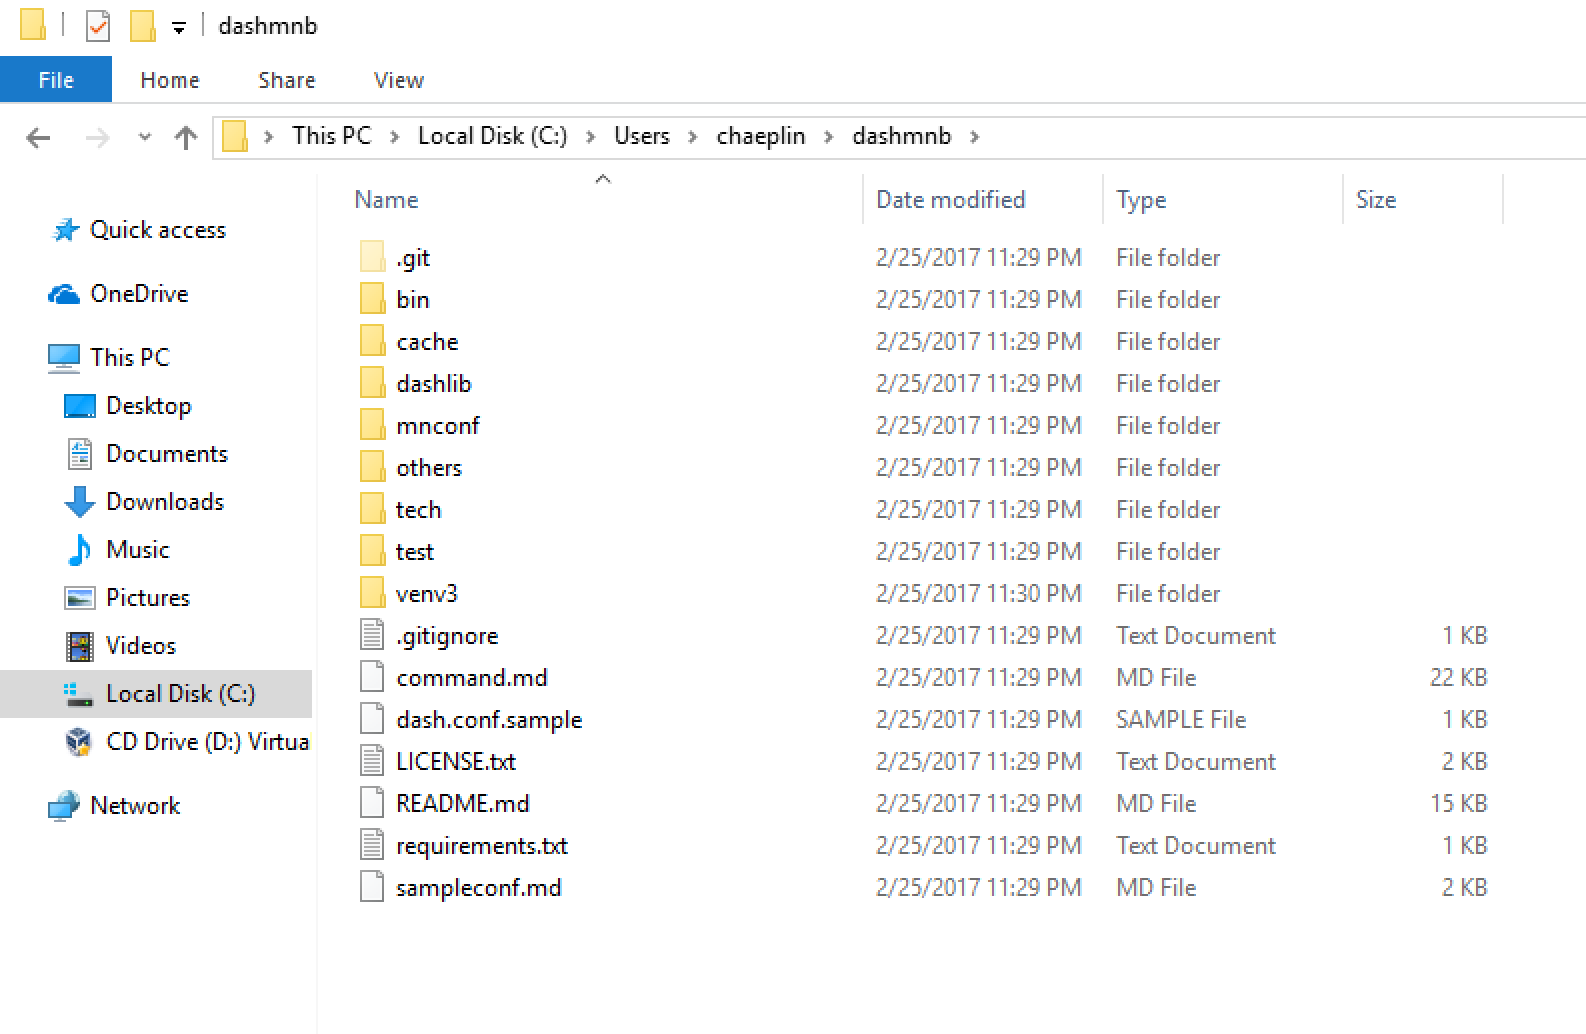 dashmnb
File Home Share View
This PC Local Disk (C:) Users chaeplin dashmnb
Name Date modified Type Size
Quick access
OneDrive
This PC
Desktop
Documents
Downloads
Music
Pictures
Videos
Local Disk (C:)
CD Drive (D:) Virtua
Network
.git 2/25/2017 11:29 PM File folder
bin 2/25/2017 11:29 PM File folder
cache 2/25/2017 11:29 PM File folder
dashlib 2/25/2017 11:29 PM File folder
mnconf 2/25/2017 11:29 PM File folder
others 2/25/2017 11:29 PM File folder
tech 2/25/2017 11:29 PM File folder
test 2/25/2017 11:29 PM File folder
venv3 2/25/2017 11:30 PM File folder
.gitignore 2/25/2017 11:29 PM Text Document 1 KB
command.md 2/25/2017 11:29 PM MD File 22 KB
dash.conf.sample 2/25/2017 11:29 PM SAMPLE File 1 KB
LICENSE.txt 2/25/2017 11:29 PM Text Document 2 KB
README.md 2/25/2017 11:29 PM MD File 15 KB
requirements.txt 2/25/2017 11:29 PM Text Document 1 KB
sampleconf.md 2/25/2017 11:29 PM MD File 2 KB